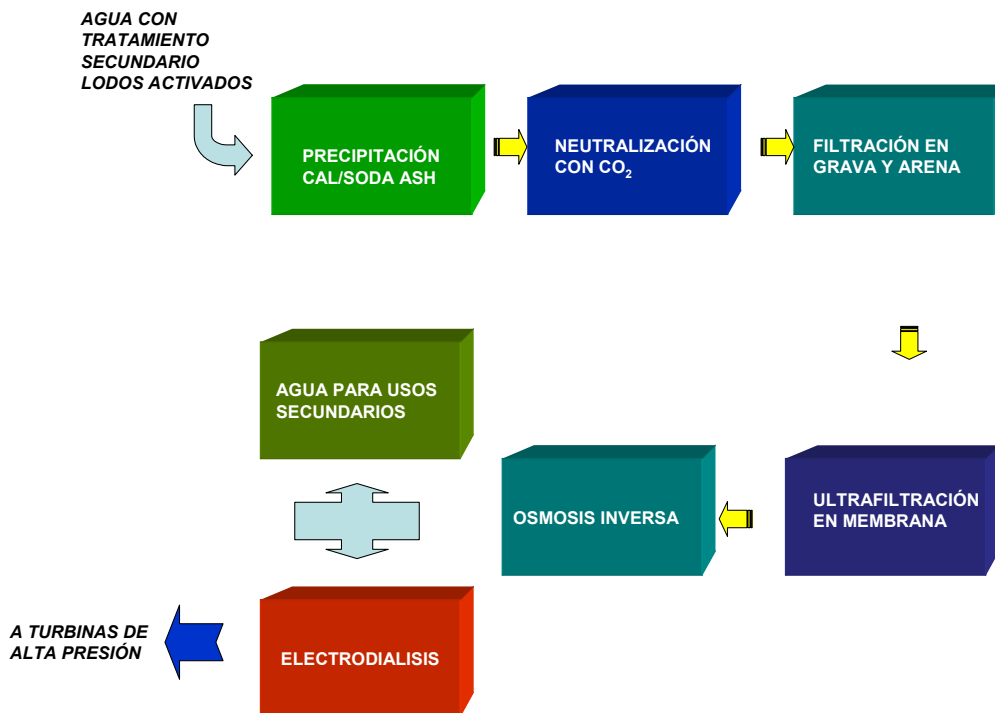 AGUA CON
TRATAMIENTO
SECUNDARIO
LODOS ACTIVADOS
PRECIPITACIÓN
CAL/SODA ASH
NEUTRALIZACIÓN
CON CO₂
FILTRACIÓN EN
GRAVA Y ARENA
AGUA PARA USOS
SECUNDARIOS
OSMOSIS INVERSA
ULTRAFILTRACIÓN
EN MEMBRANA
A TURBINAS DE
ALTA PRESIÓN
ELECTRODIALISIS